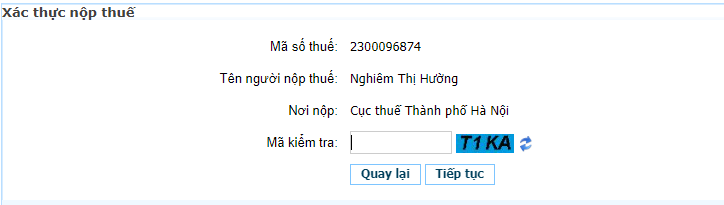 Xác thực nộp thuế
Mã số thuế: 2300096874
Tên người nộp thuế: Nghiêm Thị Hường
Nơi nộp: Cục thuế Thành phố Hà Nội
Mã kiểm tra: T1KA
Quay lại Tiếp tục